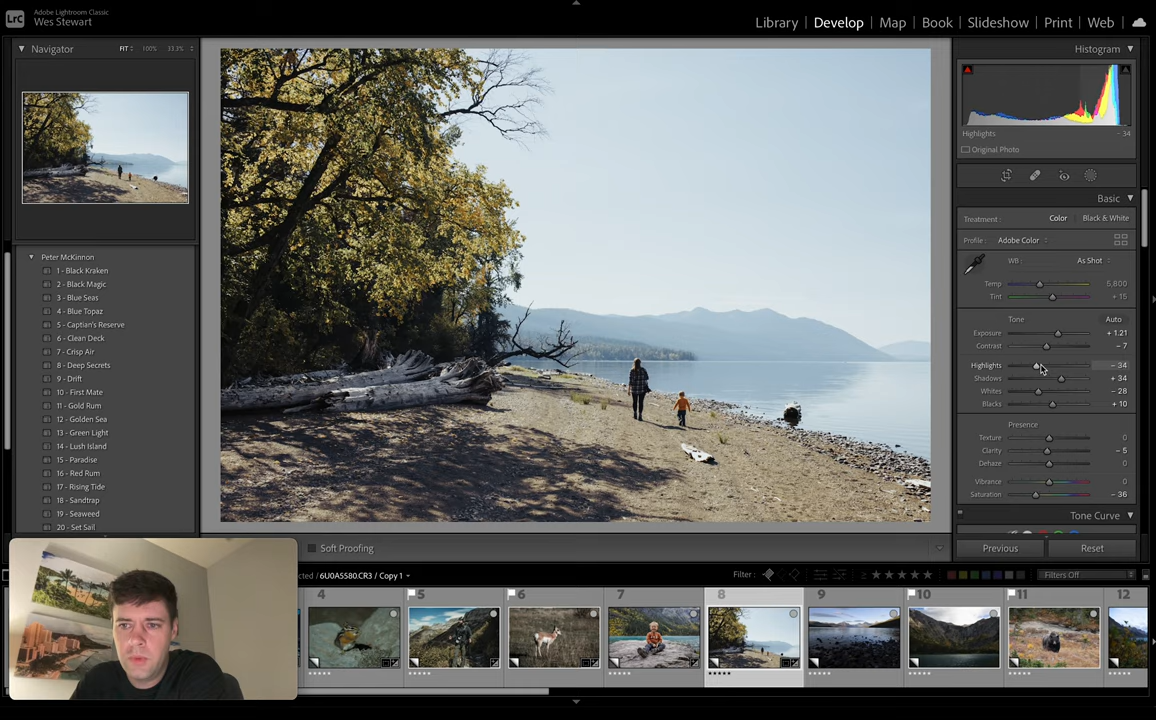 LrC
Adobe Lightroom Classic
Wes Stewart
Library | Develop | Map | Book | Slideshow | Print | Web
Navigator
FIT
100%
33.3%
Peter McKinnon
1 - Black Kraken
2 - Black Magic
3 - Blue Seas
4 - Blue Topaz
5 - Captian's Reserve
6 - Clean Deck
7 - Crisp Air
8 - Deep Secrets
9 - Drift
10 - First Mate
11 - Gold Rum
12 - Golden Sea
13 - Green Light
14 - Lush Island
15 - Paradise
16 - Red Rum
17 - Rising Tide
18 - Sandtrap
19 - Seaweed
20 - Set Sail
Histogram
Highlights - 34
Original Photo
Basic
Treatment: Color Black & White
Profile: Adobe Color
WB: As Shot
Temp 5,800
Tint + 15
Tone Auto
Exposure + 1.21
Contrast - 7
Highlights - 34
Shadows + 34
Whites - 28
Blacks + 10
Presence
Texture 0
Clarity - 5
Dehaze 0
Vibrance 0
Saturation - 36
Tone Curve
Previous Reset
Soft Proofing
ected / 6U0A5580.CR3 / Copy 1
Filter: Filters Off
4 5 6 7 8 9 10 11 12